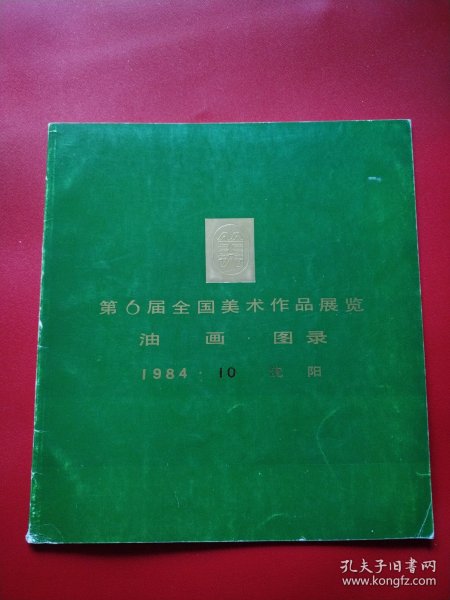 第6届全国美术作品展览
油 画 图录
1984 · 10 沈阳
孔夫子旧书网
www.kongfz.com